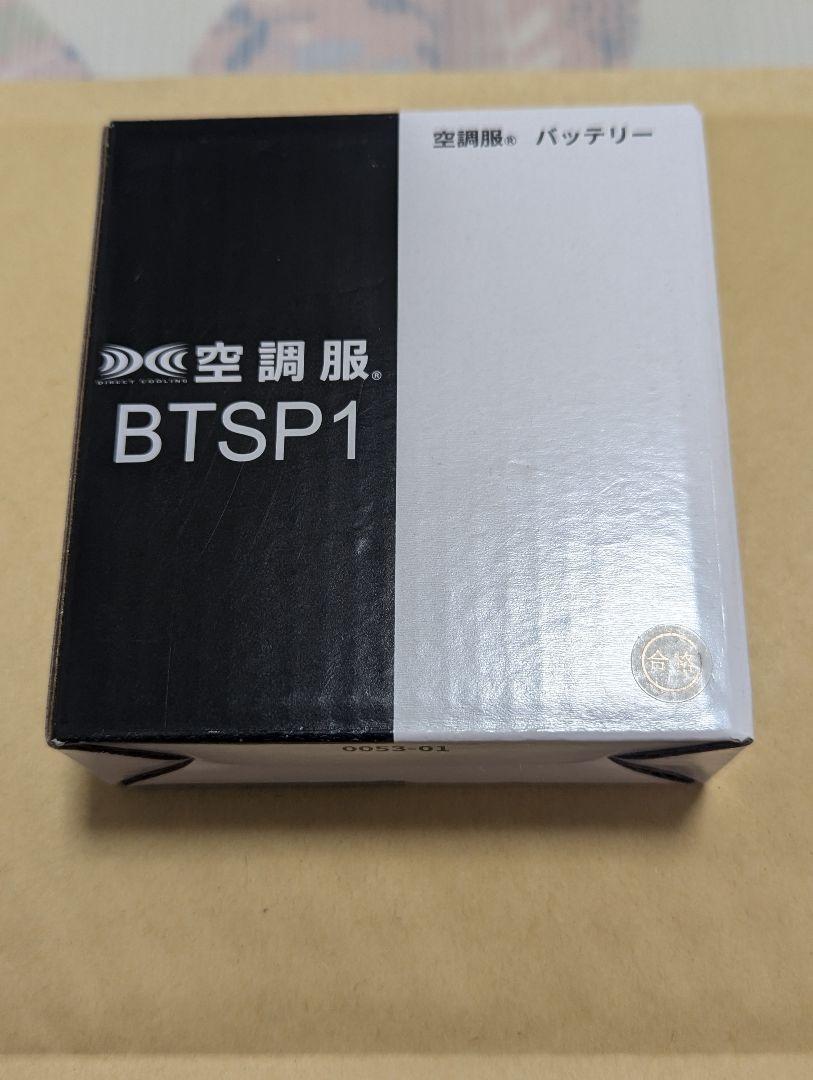 空調服® バッテリー
空調服®
DIRECT COOLING
BTSP1
合格
0053-01